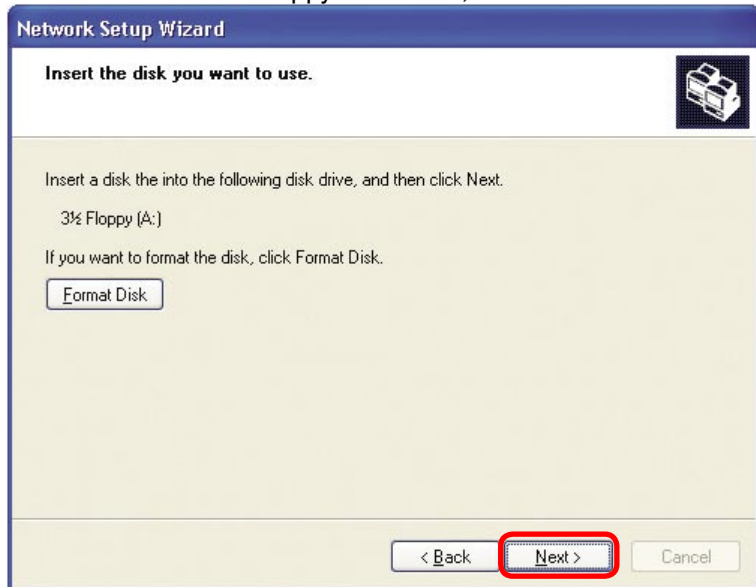 Network Setup Wizard
Insert the disk you want to use.
Insert a disk the into the following disk drive, and then click Next.
3½ Floppy (A:)
If you want to format the disk, click Format Disk.
Format Disk
< Back Next > Cancel